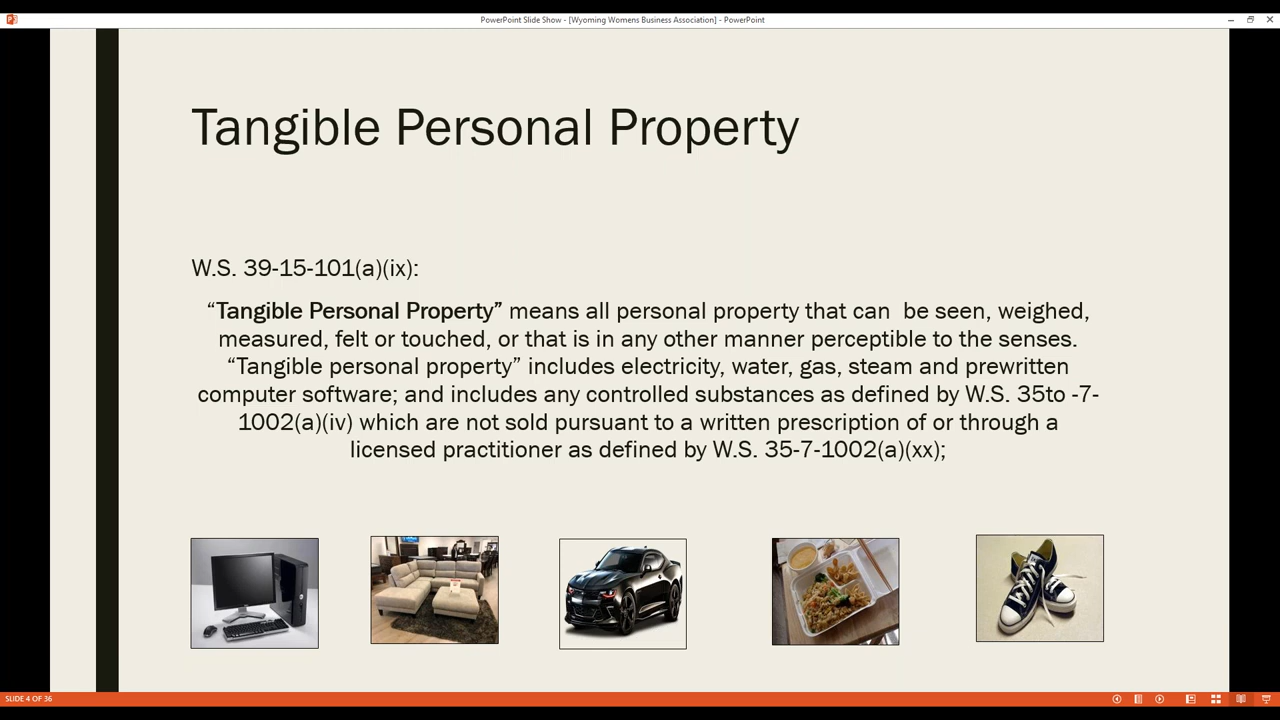 PowerPoint Slide Show - [Wyoming Womens Business Association] - PowerPoint
Tangible Personal Property
W.S. 39-15-101(a)(ix):
“Tangible Personal Property” means all personal property that can  be seen, weighed,
measured, felt or touched, or that is in any other manner perceptible to the senses.
“Tangible personal property” includes electricity, water, gas, steam and prewritten
computer software; and includes any controlled substances as defined by W.S. 35to -7-
1002(a)(iv) which are not sold pursuant to a written prescription of or through a
licensed practitioner as defined by W.S. 35-7-1002(a)(xx);
SLIDE 4 OF 36